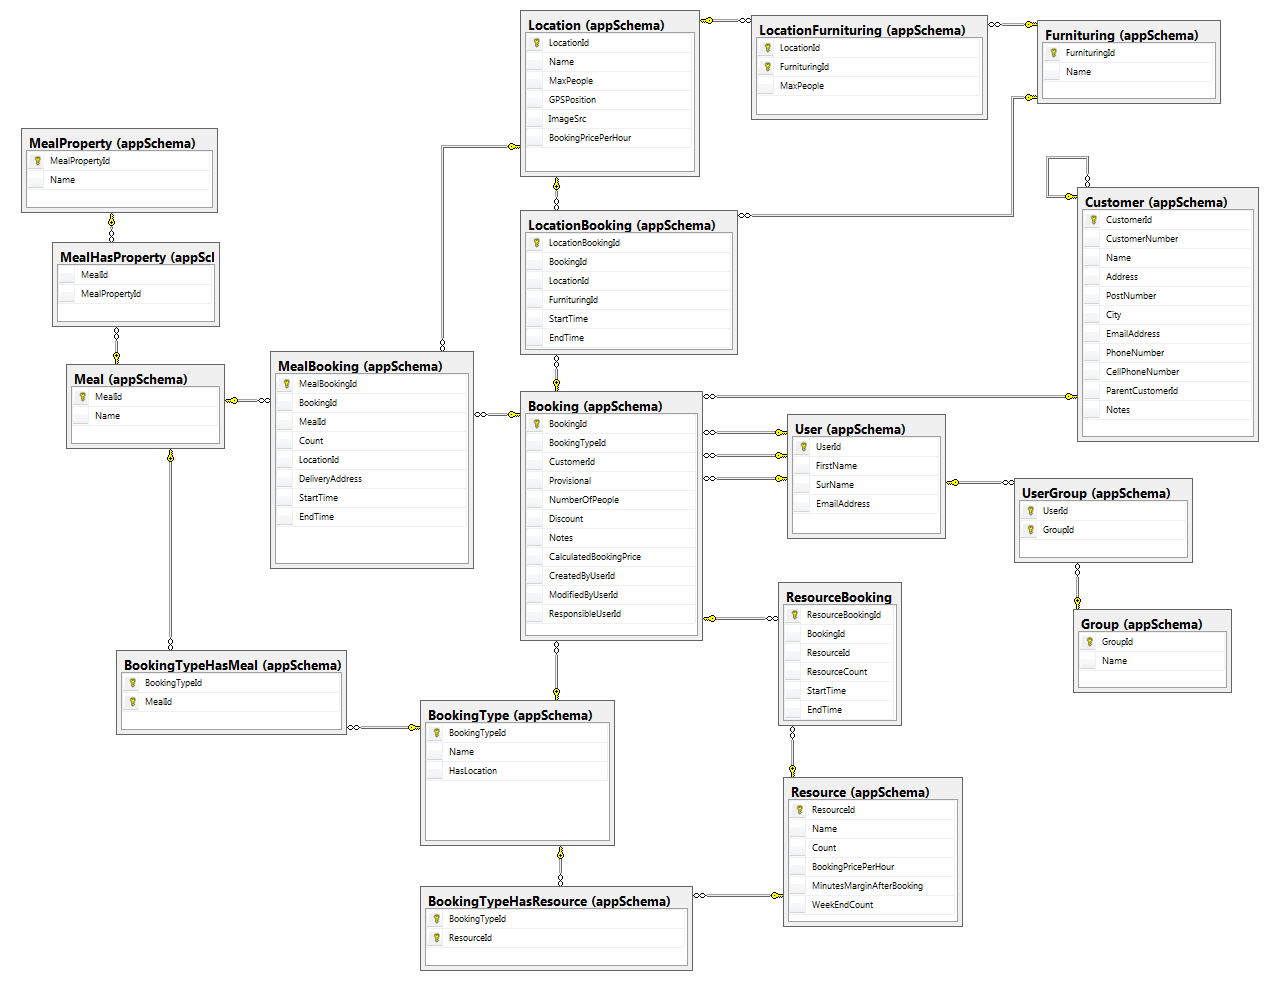 Location (appSchema)
LocationId
Name
MaxPeople
GPSPosition
ImageSrc
BookingPricePerHour
LocationFurnituring (appSchema)
LocationId
FurnituringId
MaxPeople
Furnituring (appSchema)
FurnituringId
Name
MealProperty (appSchema)
MealPropertyId
Name
Customer (appSchema)
CustomerId
CustomerNumber
Name
Address
PostNumber
City
EmailAddress
PhoneNumber
CellPhoneNumber
ParentCustomerId
Notes
LocationBooking (appSchema)
LocationBookingId
BookingId
LocationId
FurnituringId
StartTime
EndTime
MealHasProperty (appScl
MealId
MealPropertyId
Meal (appSchema)
MealId
Name
MealBooking (appSchema)
MealBookingId
BookingId
MealId
Count
LocationId
DeliveryAddress
StartTime
EndTime
Booking (appSchema)
BookingId
BookingTypeId
CustomerId
Provisional
NumberOfPeople
Discount
Notes
CalculatedBookingPrice
CreatedByUserId
ModifiedByUserId
ResponsibleUserId
User (appSchema)
UserId
FirstName
SurName
EmailAddress
UserGroup (appSchema)
UserId
GroupId
ResourceBooking
ResourceBookingId
BookingId
ResourceId
ResourceCount
StartTime
EndTime
Group (appSchema)
GroupId
Name
BookingTypeHasMeal (appSchema)
BookingTypeId
MealId
BookingType (appSchema)
BookingTypeId
Name
HasLocation
Resource (appSchema)
ResourceId
Name
Count
BookingPricePerHour
MinutesMarginAfterBooking
WeekEndCount
BookingTypeHasResource (appSchema)
BookingTypeId
ResourceId